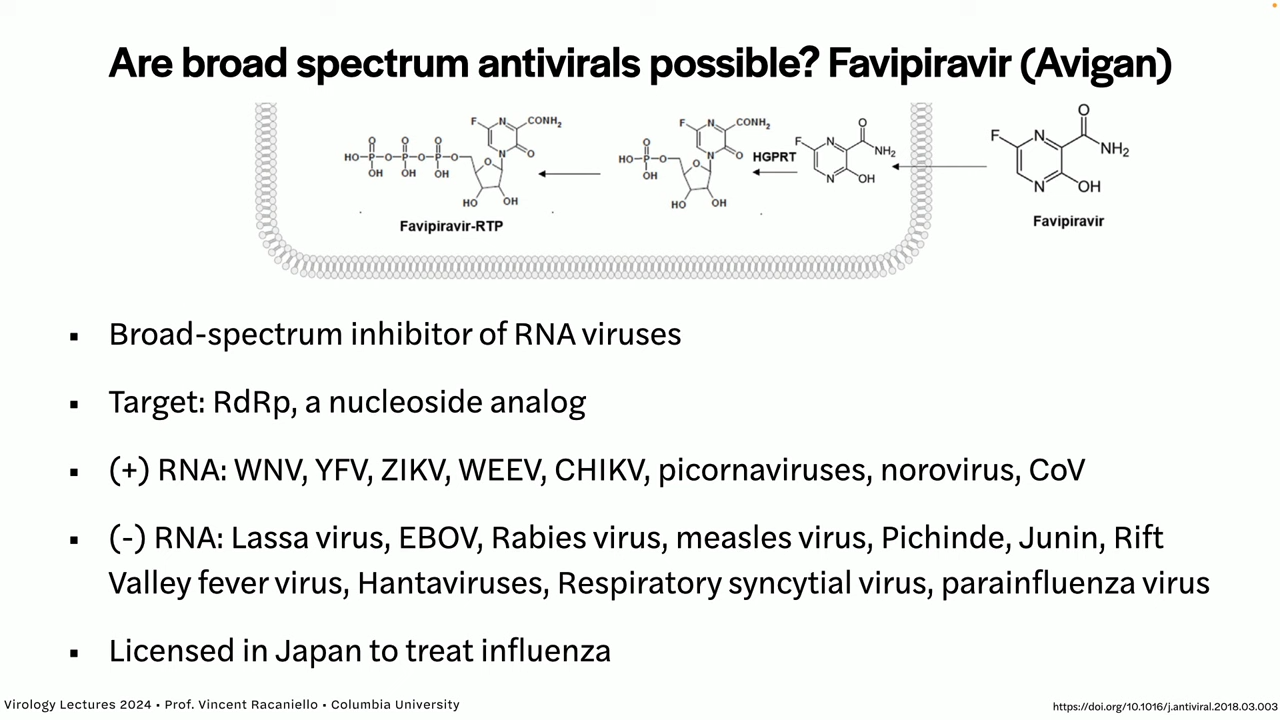 Are broad spectrum antivirals possible? Favipiravir (Avigan)
HO-P-O-P-O-P-O
O O O
OH OH OH
F N CONH₂
N O
O
HO OH
Favipiravir-RTP
HO-P-O
O
OH
F N CONH₂
N O
O
HO OH
HGPRT
F N O
NH₂
N OH
F N O
NH₂
N OH
Favipiravir
▪ Broad-spectrum inhibitor of RNA viruses
▪ Target: RdRp, a nucleoside analog
▪ (+) RNA: WNV, YFV, ZIKV, WEEV, CHIKV, picornaviruses, norovirus, CoV
▪ (-) RNA: Lassa virus, EBOV, Rabies virus, measles virus, Pichinde, Junin, Rift
Valley fever virus, Hantaviruses, Respiratory syncytial virus, parainfluenza virus
▪ Licensed in Japan to treat influenza
Virology Lectures 2024 • Prof. Vincent Racaniello • Columbia University
https://doi.org/10.1016/j.antiviral.2018.03.003